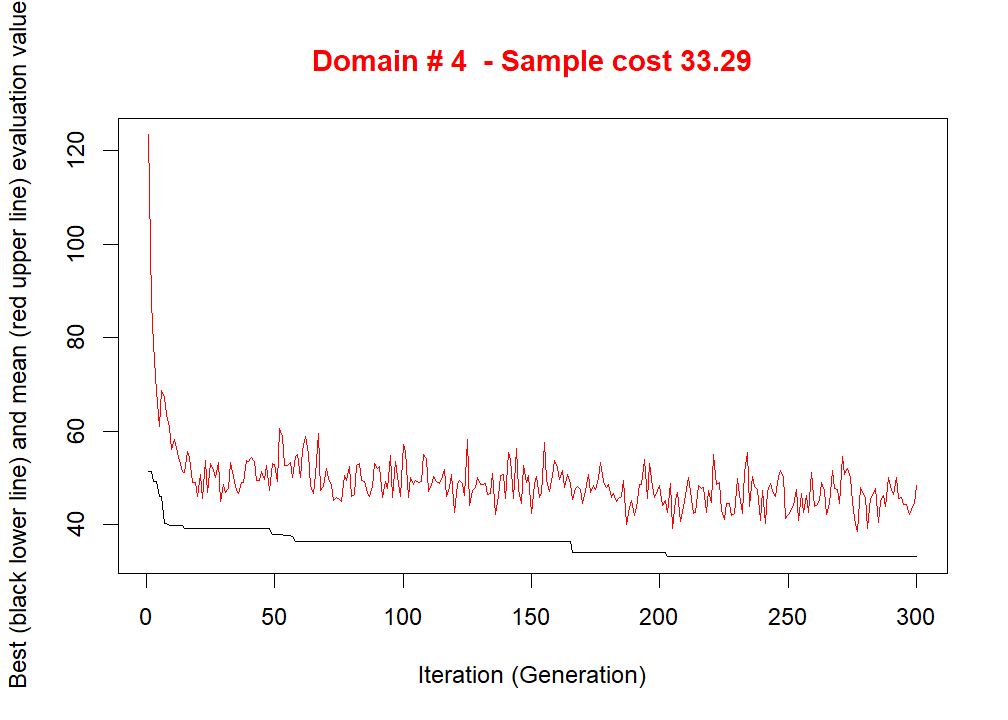 Domain # 4  - Sample cost 33.29
Best (black lower line) and mean (red upper line) evaluation value
120
100
80
60
40
0 50 100 150 200 250 300
Iteration (Generation)